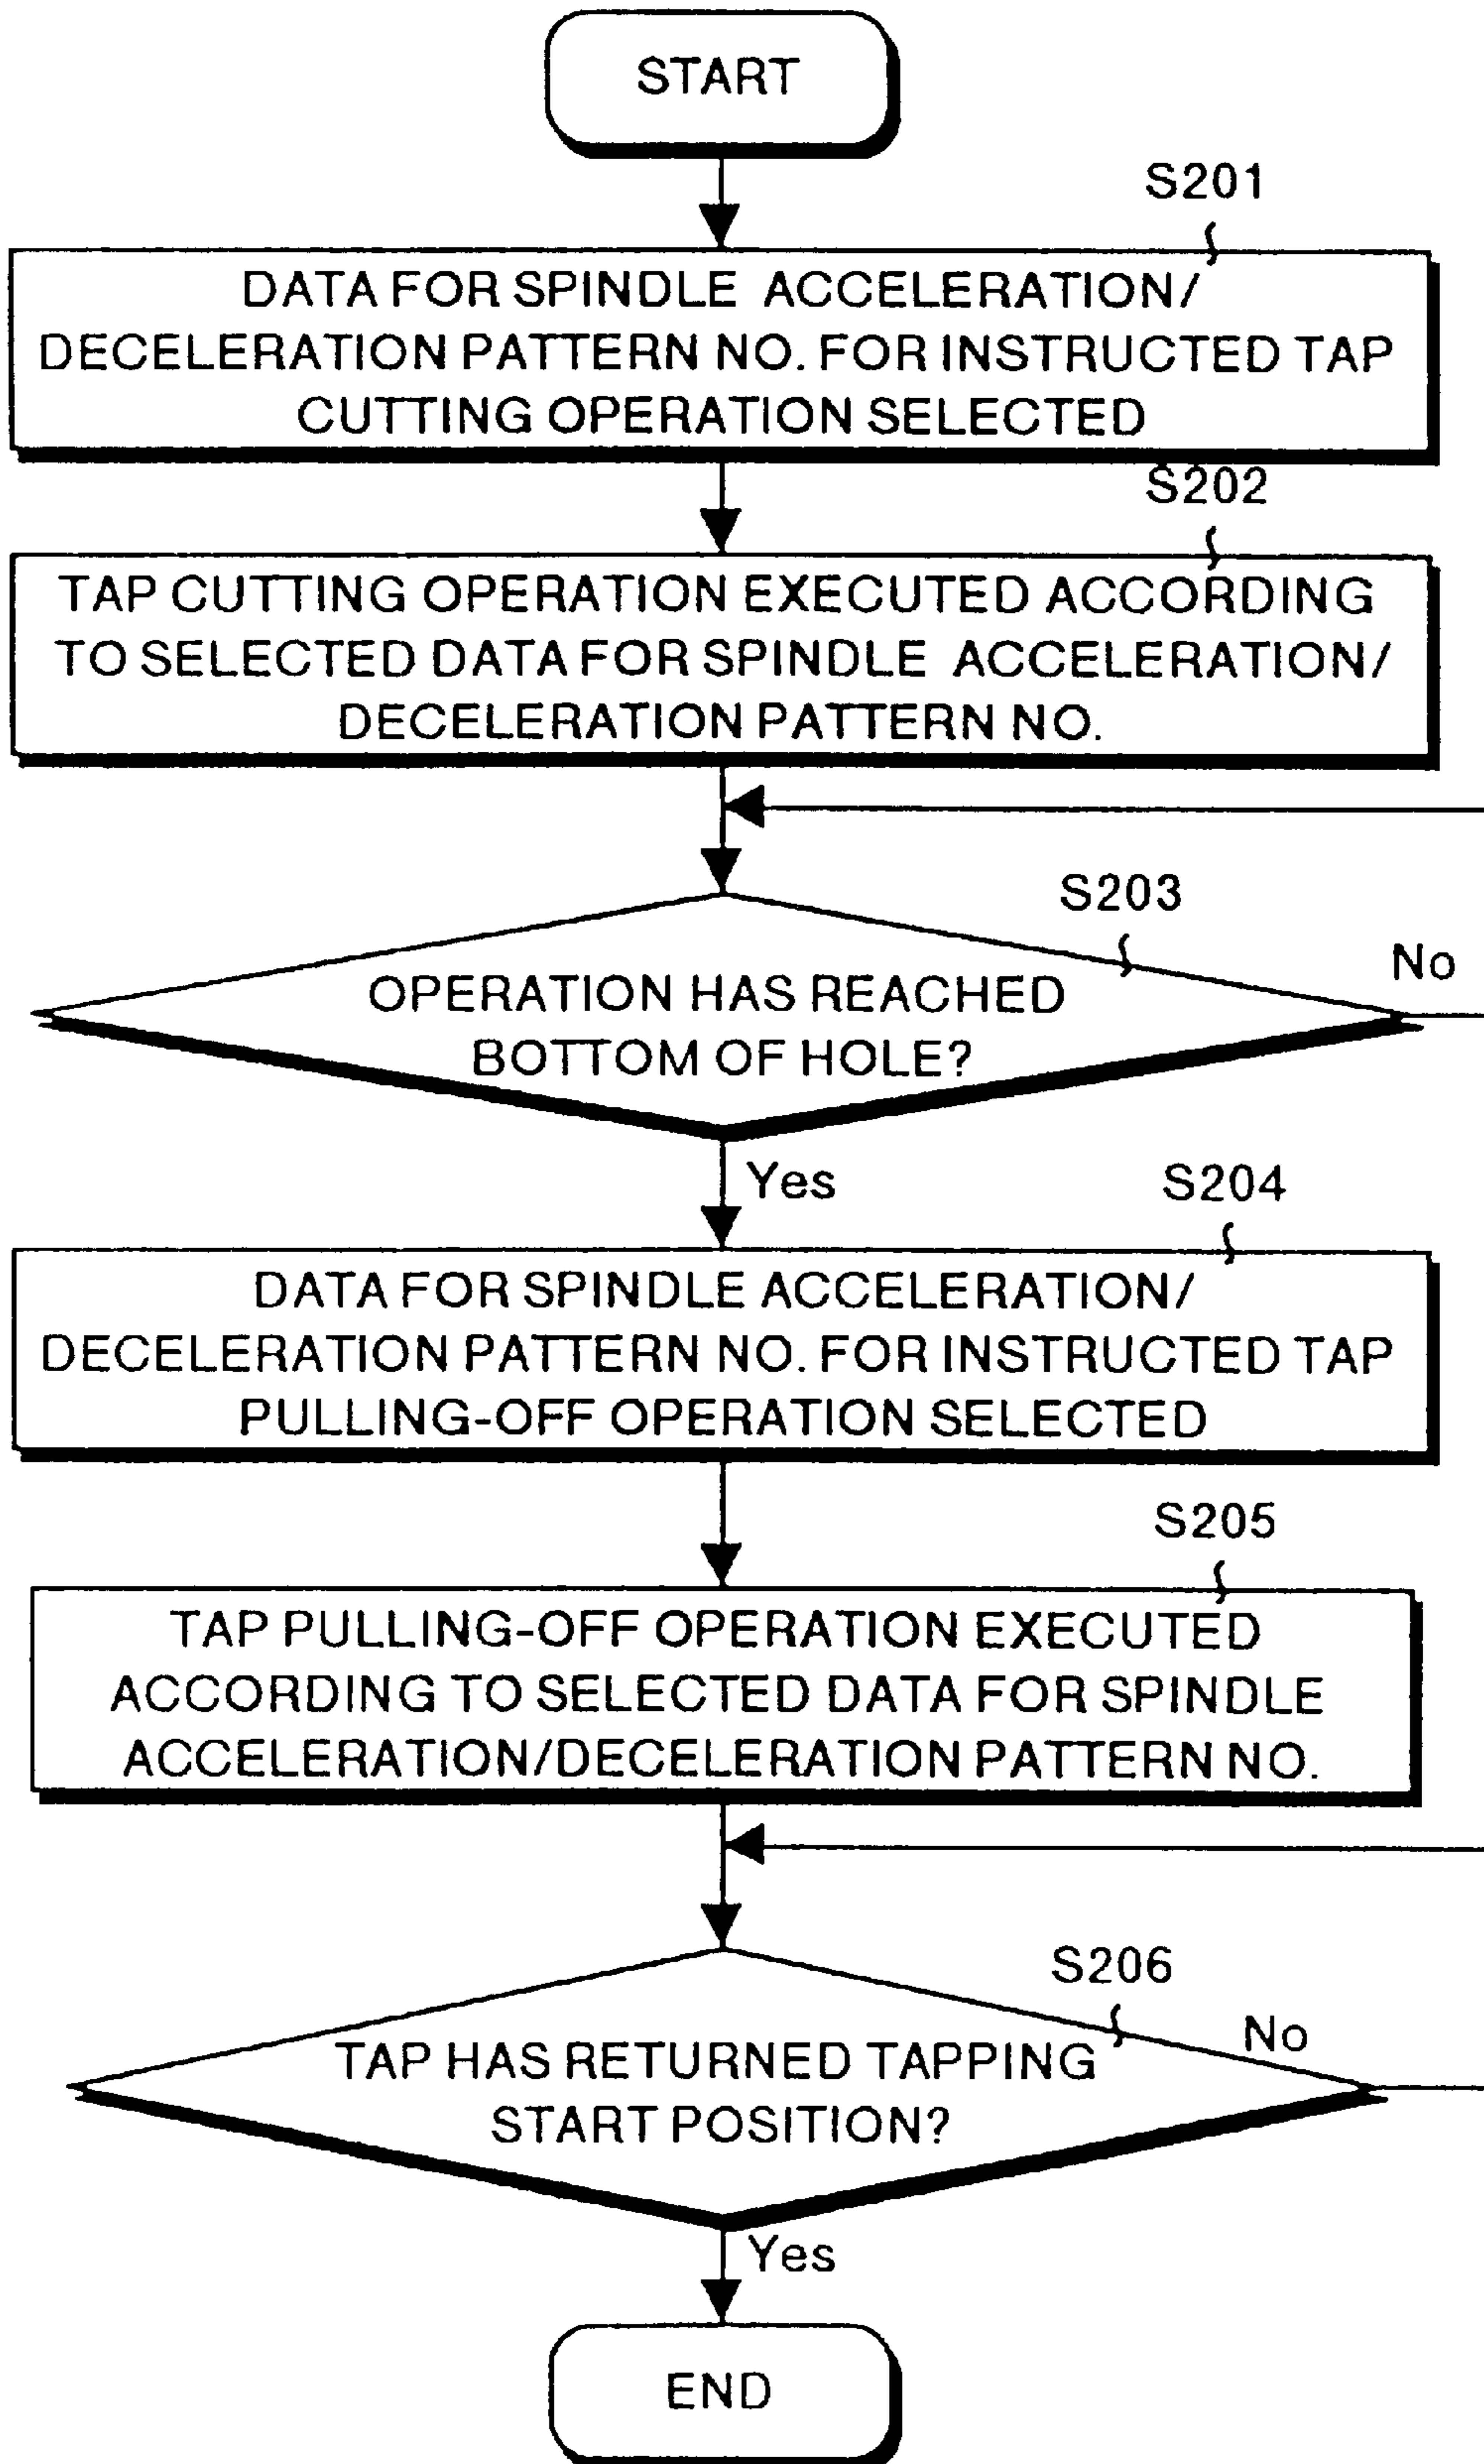 START
S201
DATA FOR SPINDLE ACCELERATION/
DECELERATION PATTERN NO. FOR INSTRUCTED TAP
CUTTING OPERATION SELECTED
S202
TAP CUTTING OPERATION EXECUTED ACCORDING
TO SELECTED DATA FOR SPINDLE ACCELERATION/
DECELERATION PATTERN NO.
S203
No
OPERATION HAS REACHED
BOTTOM OF HOLE?
Yes
S204
DATA FOR SPINDLE ACCELERATION/
DECELERATION PATTERN NO. FOR INSTRUCTED TAP
PULLING-OFF OPERATION SELECTED
S205
TAP PULLING-OFF OPERATION EXECUTED
ACCORDING TO SELECTED DATA FOR SPINDLE
ACCELERATION/DECELERATION PATTERN NO.
S206
No
TAP HAS RETURNED TAPPING
START POSITION?
Yes
END